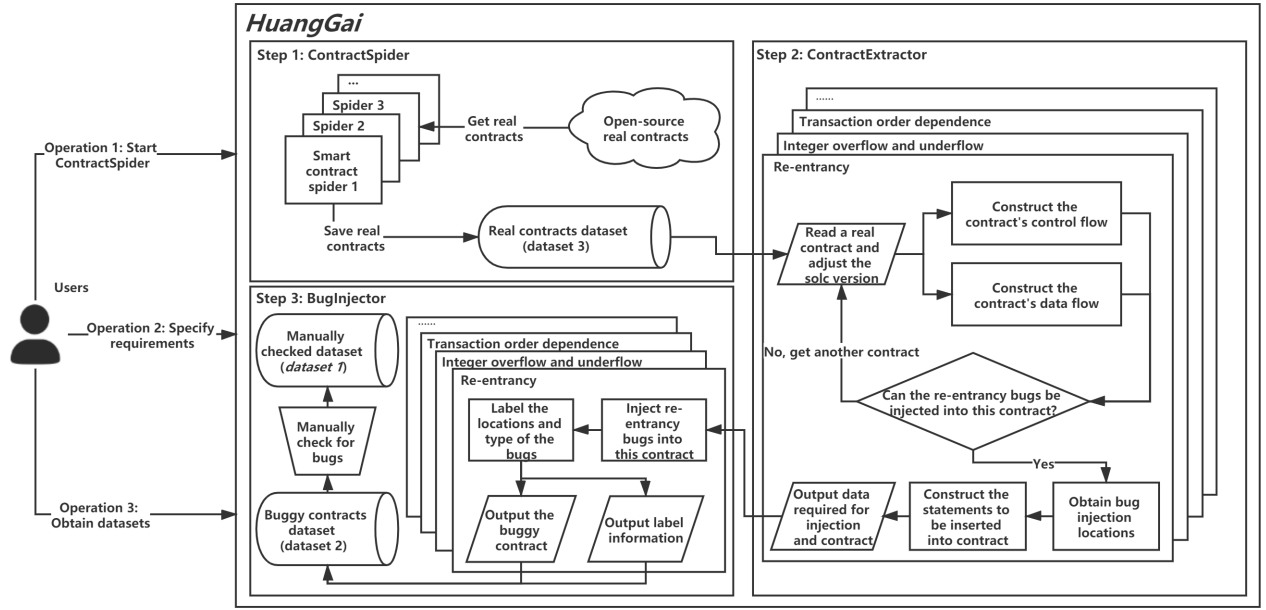 HuangGai
Step 1: ContractSpider
...
Spider 3
Spider 2
Smart
contract
spider 1
Get real
contracts
Open-source
real contracts
Save real
contracts
Real contracts dataset
(dataset 3)
Operation 1: Start
ContractSpider
Users
Operation 2: Specify
requirements
Operation 3:
Obtain datasets
Step 2: ContractExtractor
......
Transaction order dependence
Integer overflow and underflow
Re-entrancy
Read a real
contract and
adjust the
solc version
Construct the
contract's control flow
Construct the
contract's data flow
No, get another contract
Can the re-entrancy bugs be
injected into this contract?
Yes
Obtain bug
injection
locations
Construct the
statements to
be inserted
into contract
Output data
required for
injection
and contract
Step 3: BugInjector
Manually
checked dataset
(dataset 1)
Manually
check for
bugs
Buggy contracts
dataset
(dataset 2)
......
Transaction order dependence
Integer overflow and underflow
Re-entrancy
Label the
locations and
type of the
bugs
Inject re-
entrancy
bugs into
this contract
Output the
buggy
contract
Output label
information